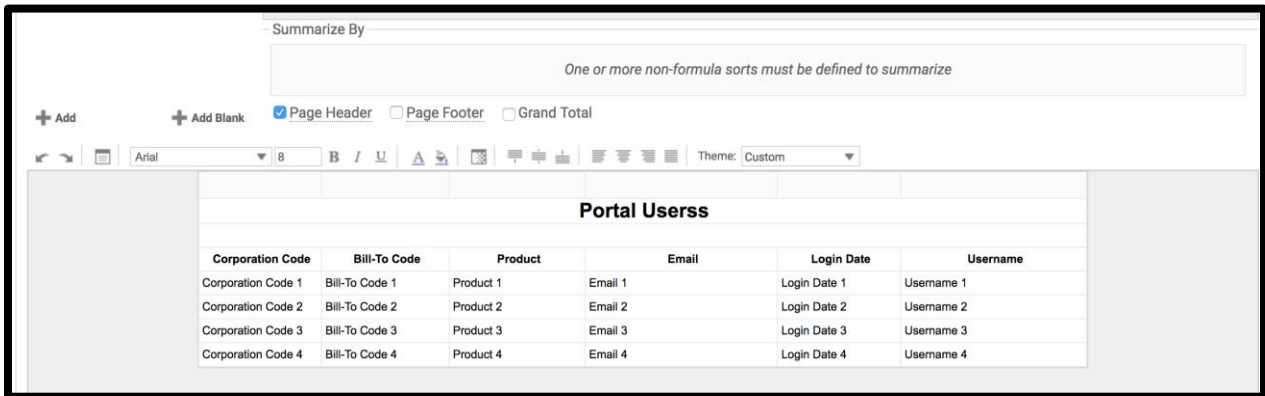 Summarize By
One or more non-formula sorts must be defined to summarize
Add Add Blank Page Header Page Footer Grand Total
Arial 8 B I U A Theme: Custom
Portal Userss
Corporation Code Bill-To Code Product Email Login Date Username
Corporation Code 1 Bill-To Code 1 Product 1 Email 1 Login Date 1 Username 1
Corporation Code 2 Bill-To Code 2 Product 2 Email 2 Login Date 2 Username 2
Corporation Code 3 Bill-To Code 3 Product 3 Email 3 Login Date 3 Username 3
Corporation Code 4 Bill-To Code 4 Product 4 Email 4 Login Date 4 Username 4